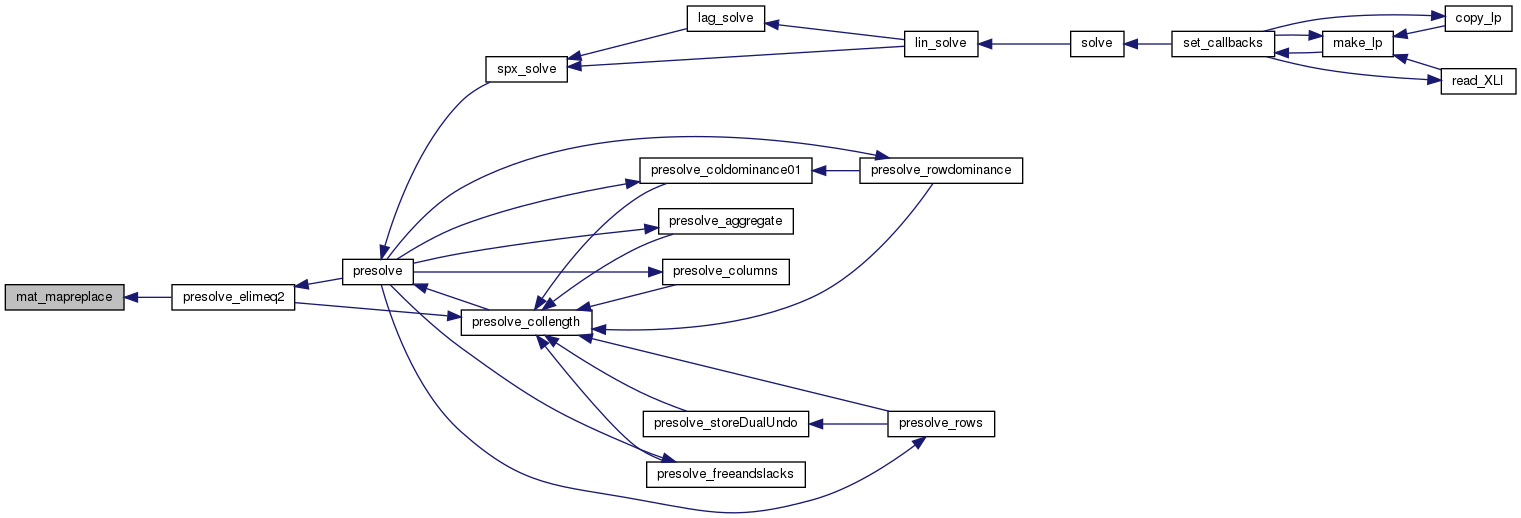 lag_solve
copy_lp
lin_solve
solve
set_callbacks
make_lp
spx_solve
read_XLI
presolve_coldominance01
presolve_rowdominance
presolve_aggregate
presolve
presolve_columns
mat_mapreplace
presolve_elimeq2
presolve_collength
presolve_storeDualUndo
presolve_rows
presolve_freeandslacks